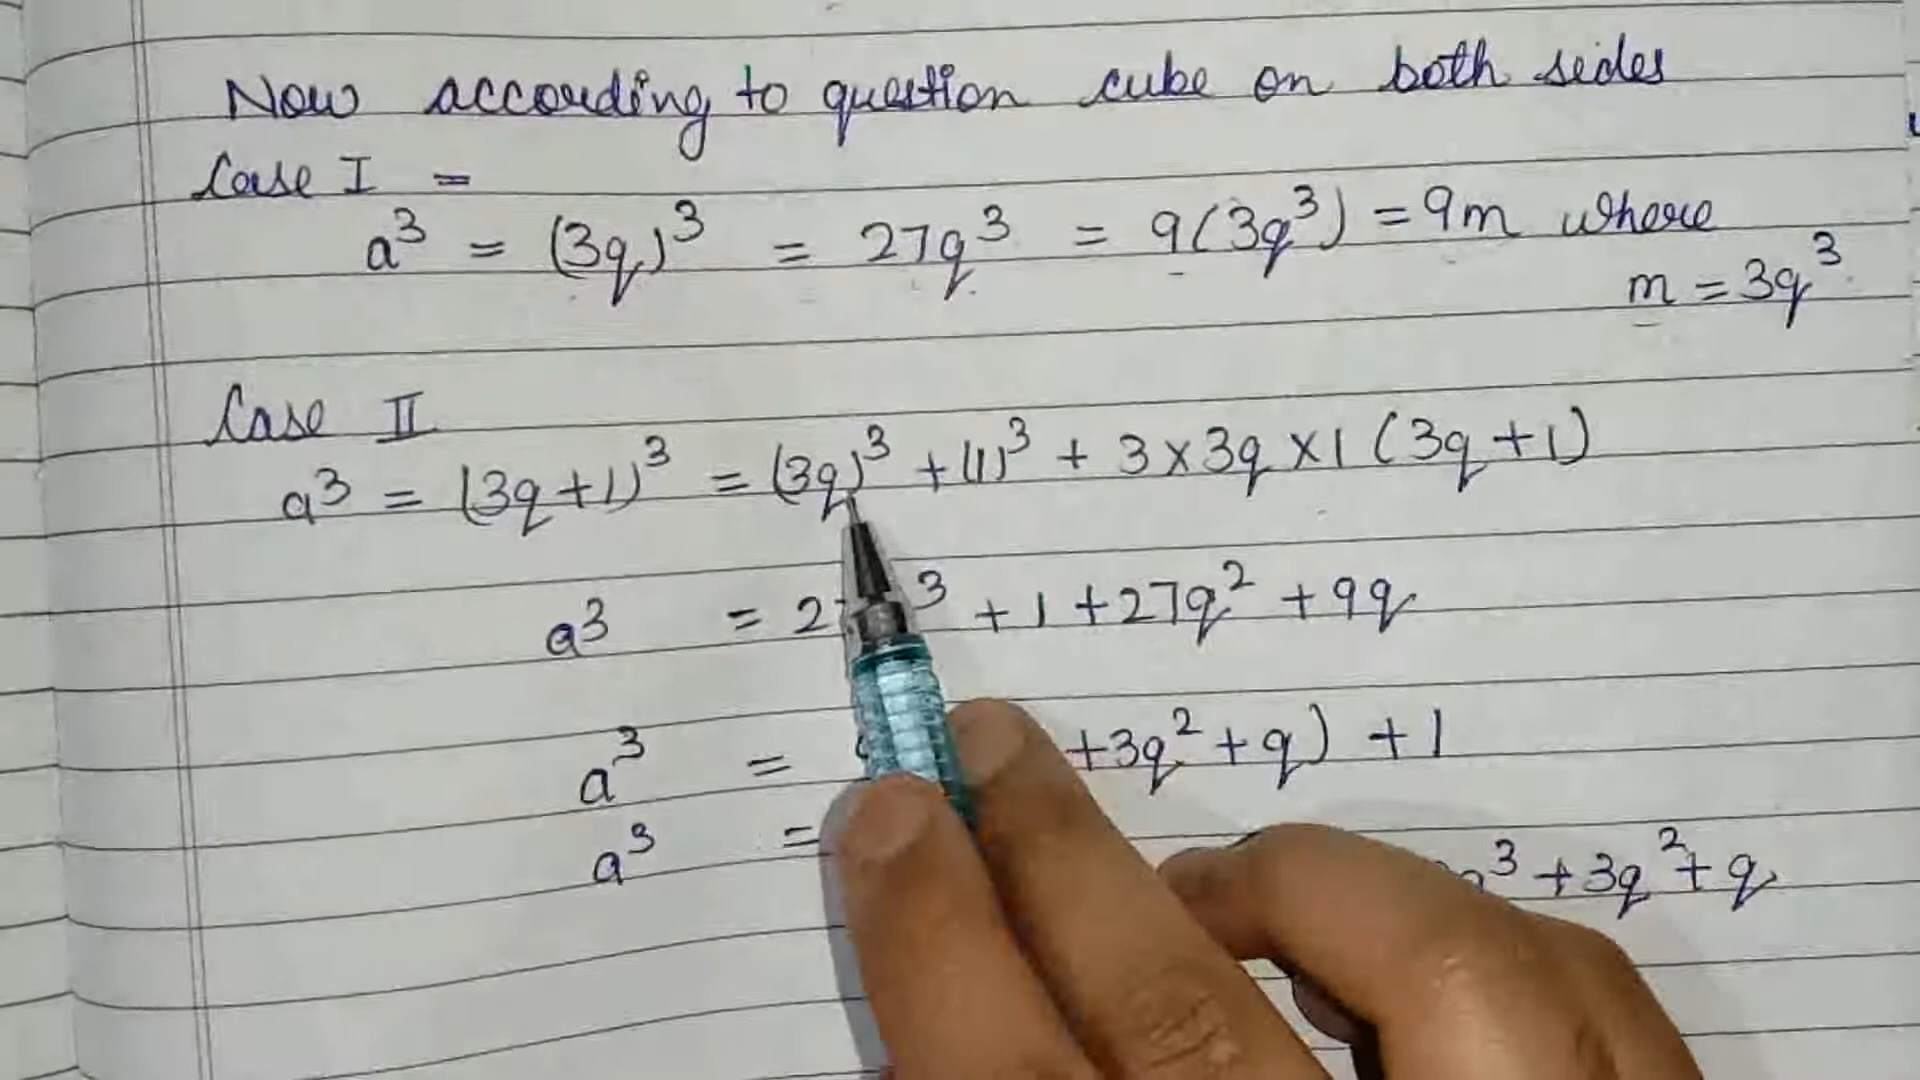 Now according to question cube on both sides
Case I =
a³ = (3q)³ = 27q³ = 9(3q³) = 9m where
m = 3q³
Case II
a³ = (3q+1)³ = (3q)³ + (1)³ + 3×3q×1 (3q+1)
a³ = 2 ³ + 1 + 27q² + 9q
a³ = +3q² + q) + 1
a³ = ³ + 3q² + q